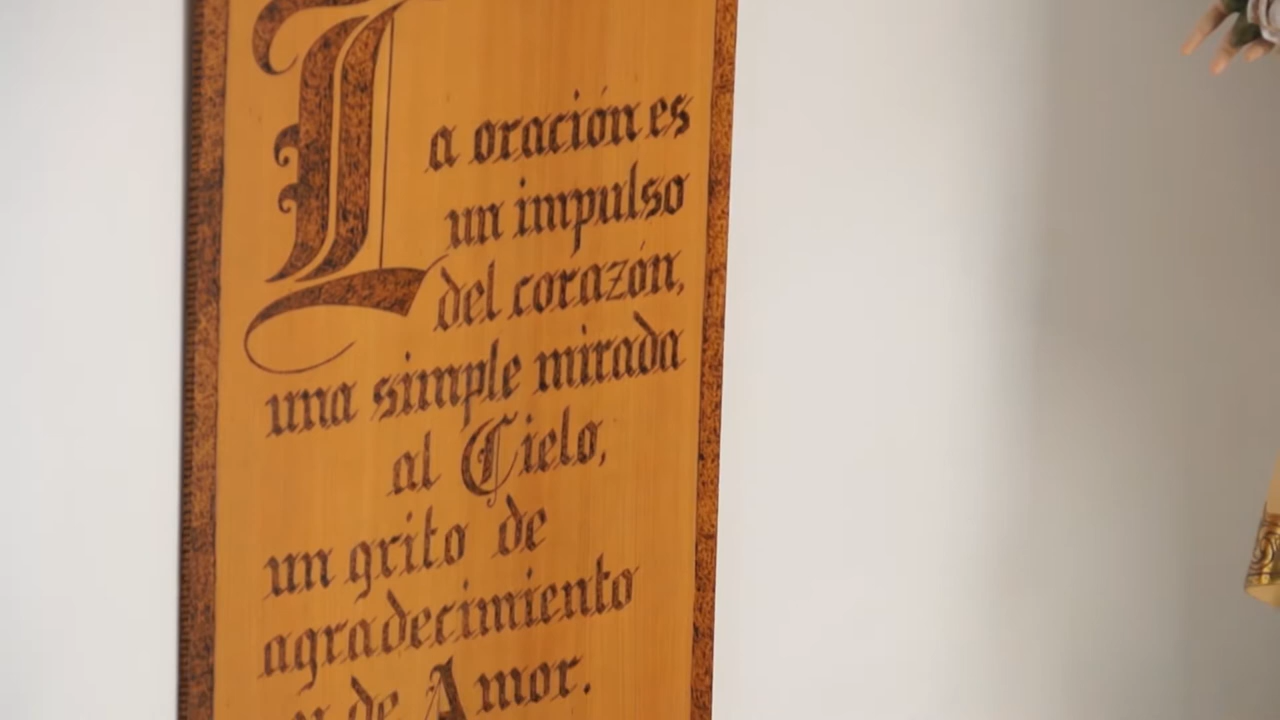 La oración es
un impulso
del corazón,
una simple mirada
al Cielo,
un grito de
agradecimiento
y de Amor.